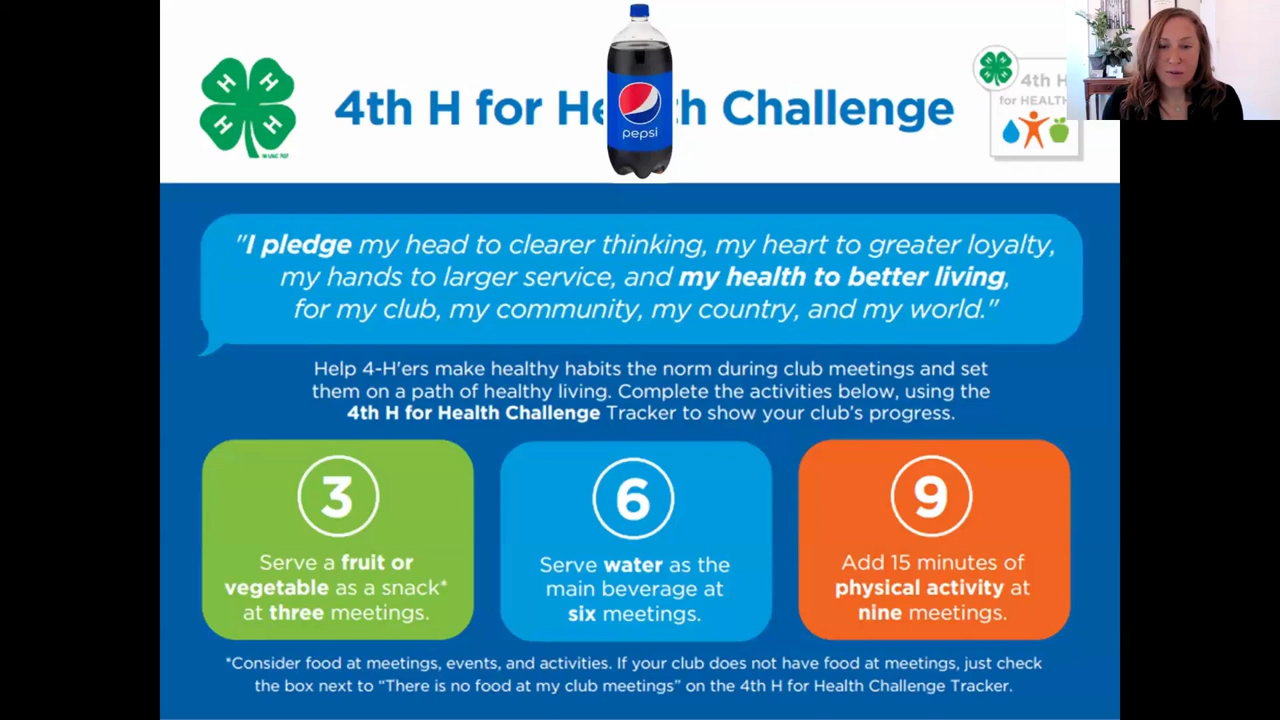 H H
H H
4th H for He h Challenge
pepsi
4th H
for HEALTH
"I pledge my head to clearer thinking, my heart to greater loyalty,
my hands to larger service, and my health to better living,
for my club, my community, my country, and my world."
Help 4-H'ers make healthy habits the norm during club meetings and set
them on a path of healthy living. Complete the activities below, using the
4th H for Health Challenge Tracker to show your club's progress.
3
Serve a fruit or
vegetable as a snack*
at three meetings.
6
Serve water as the
main beverage at
six meetings.
9
Add 15 minutes of
physical activity at
nine meetings.
*Consider food at meetings, events, and activities. If your club does not have food at meetings, just check
the box next to “There is no food at my club meetings” on the 4th H for Health Challenge Tracker.